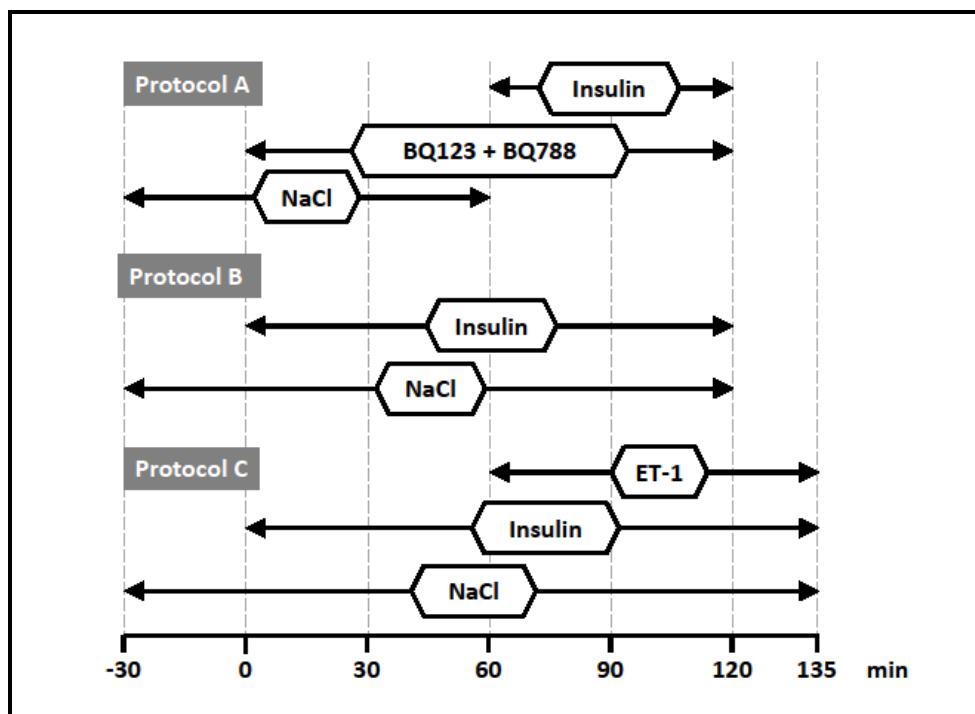 Protocol A
Insulin
BQ123 + BQ788
NaCl
Protocol B
Insulin
NaCl
Protocol C
ET-1
Insulin
NaCl
-30 0 30 60 90 120 135 min